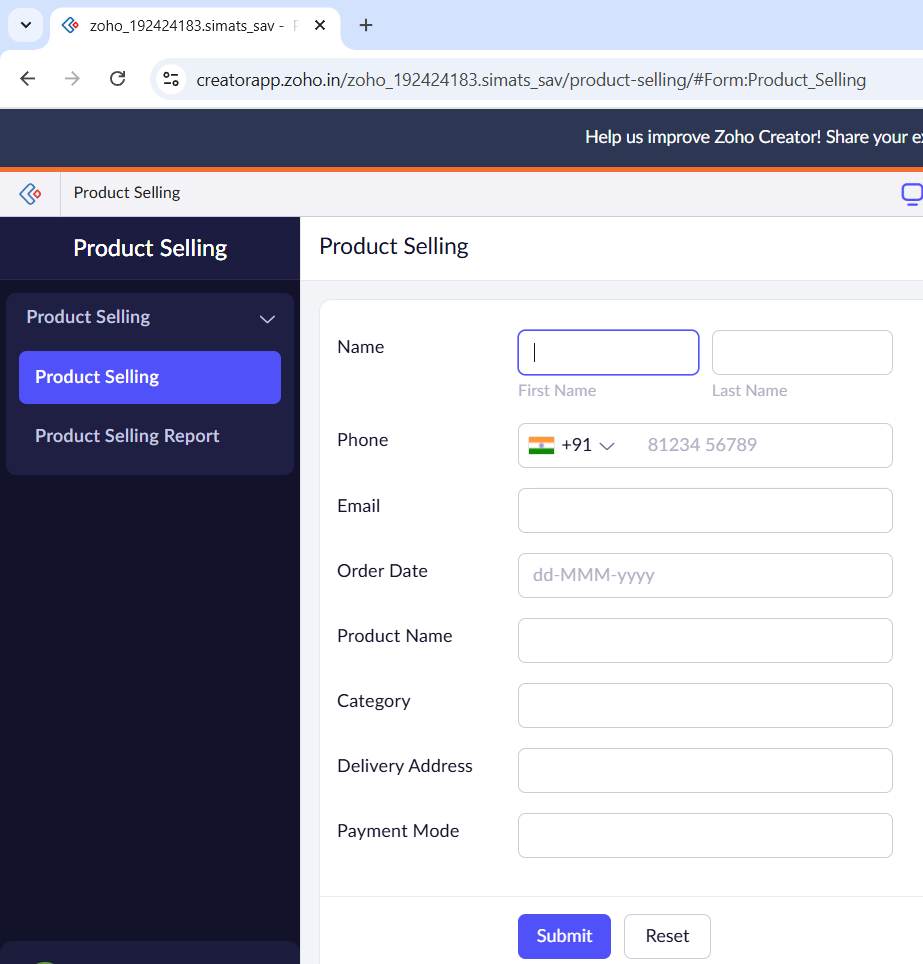 zoho_192424183.simats_sav -
creatorapp.zoho.in/zoho_192424183.simats_sav/product-selling/#Form:Product_Selling
Help us improve Zoho Creator! Share your
Product Selling
Product Selling
Product Selling
Product Selling
Product Selling
Product Selling Report
Name
First Name
Last Name
Phone
+91
81234 56789
Email
Order Date
dd-MMM-yyyy
Product Name
Category
Delivery Address
Payment Mode
Submit
Reset